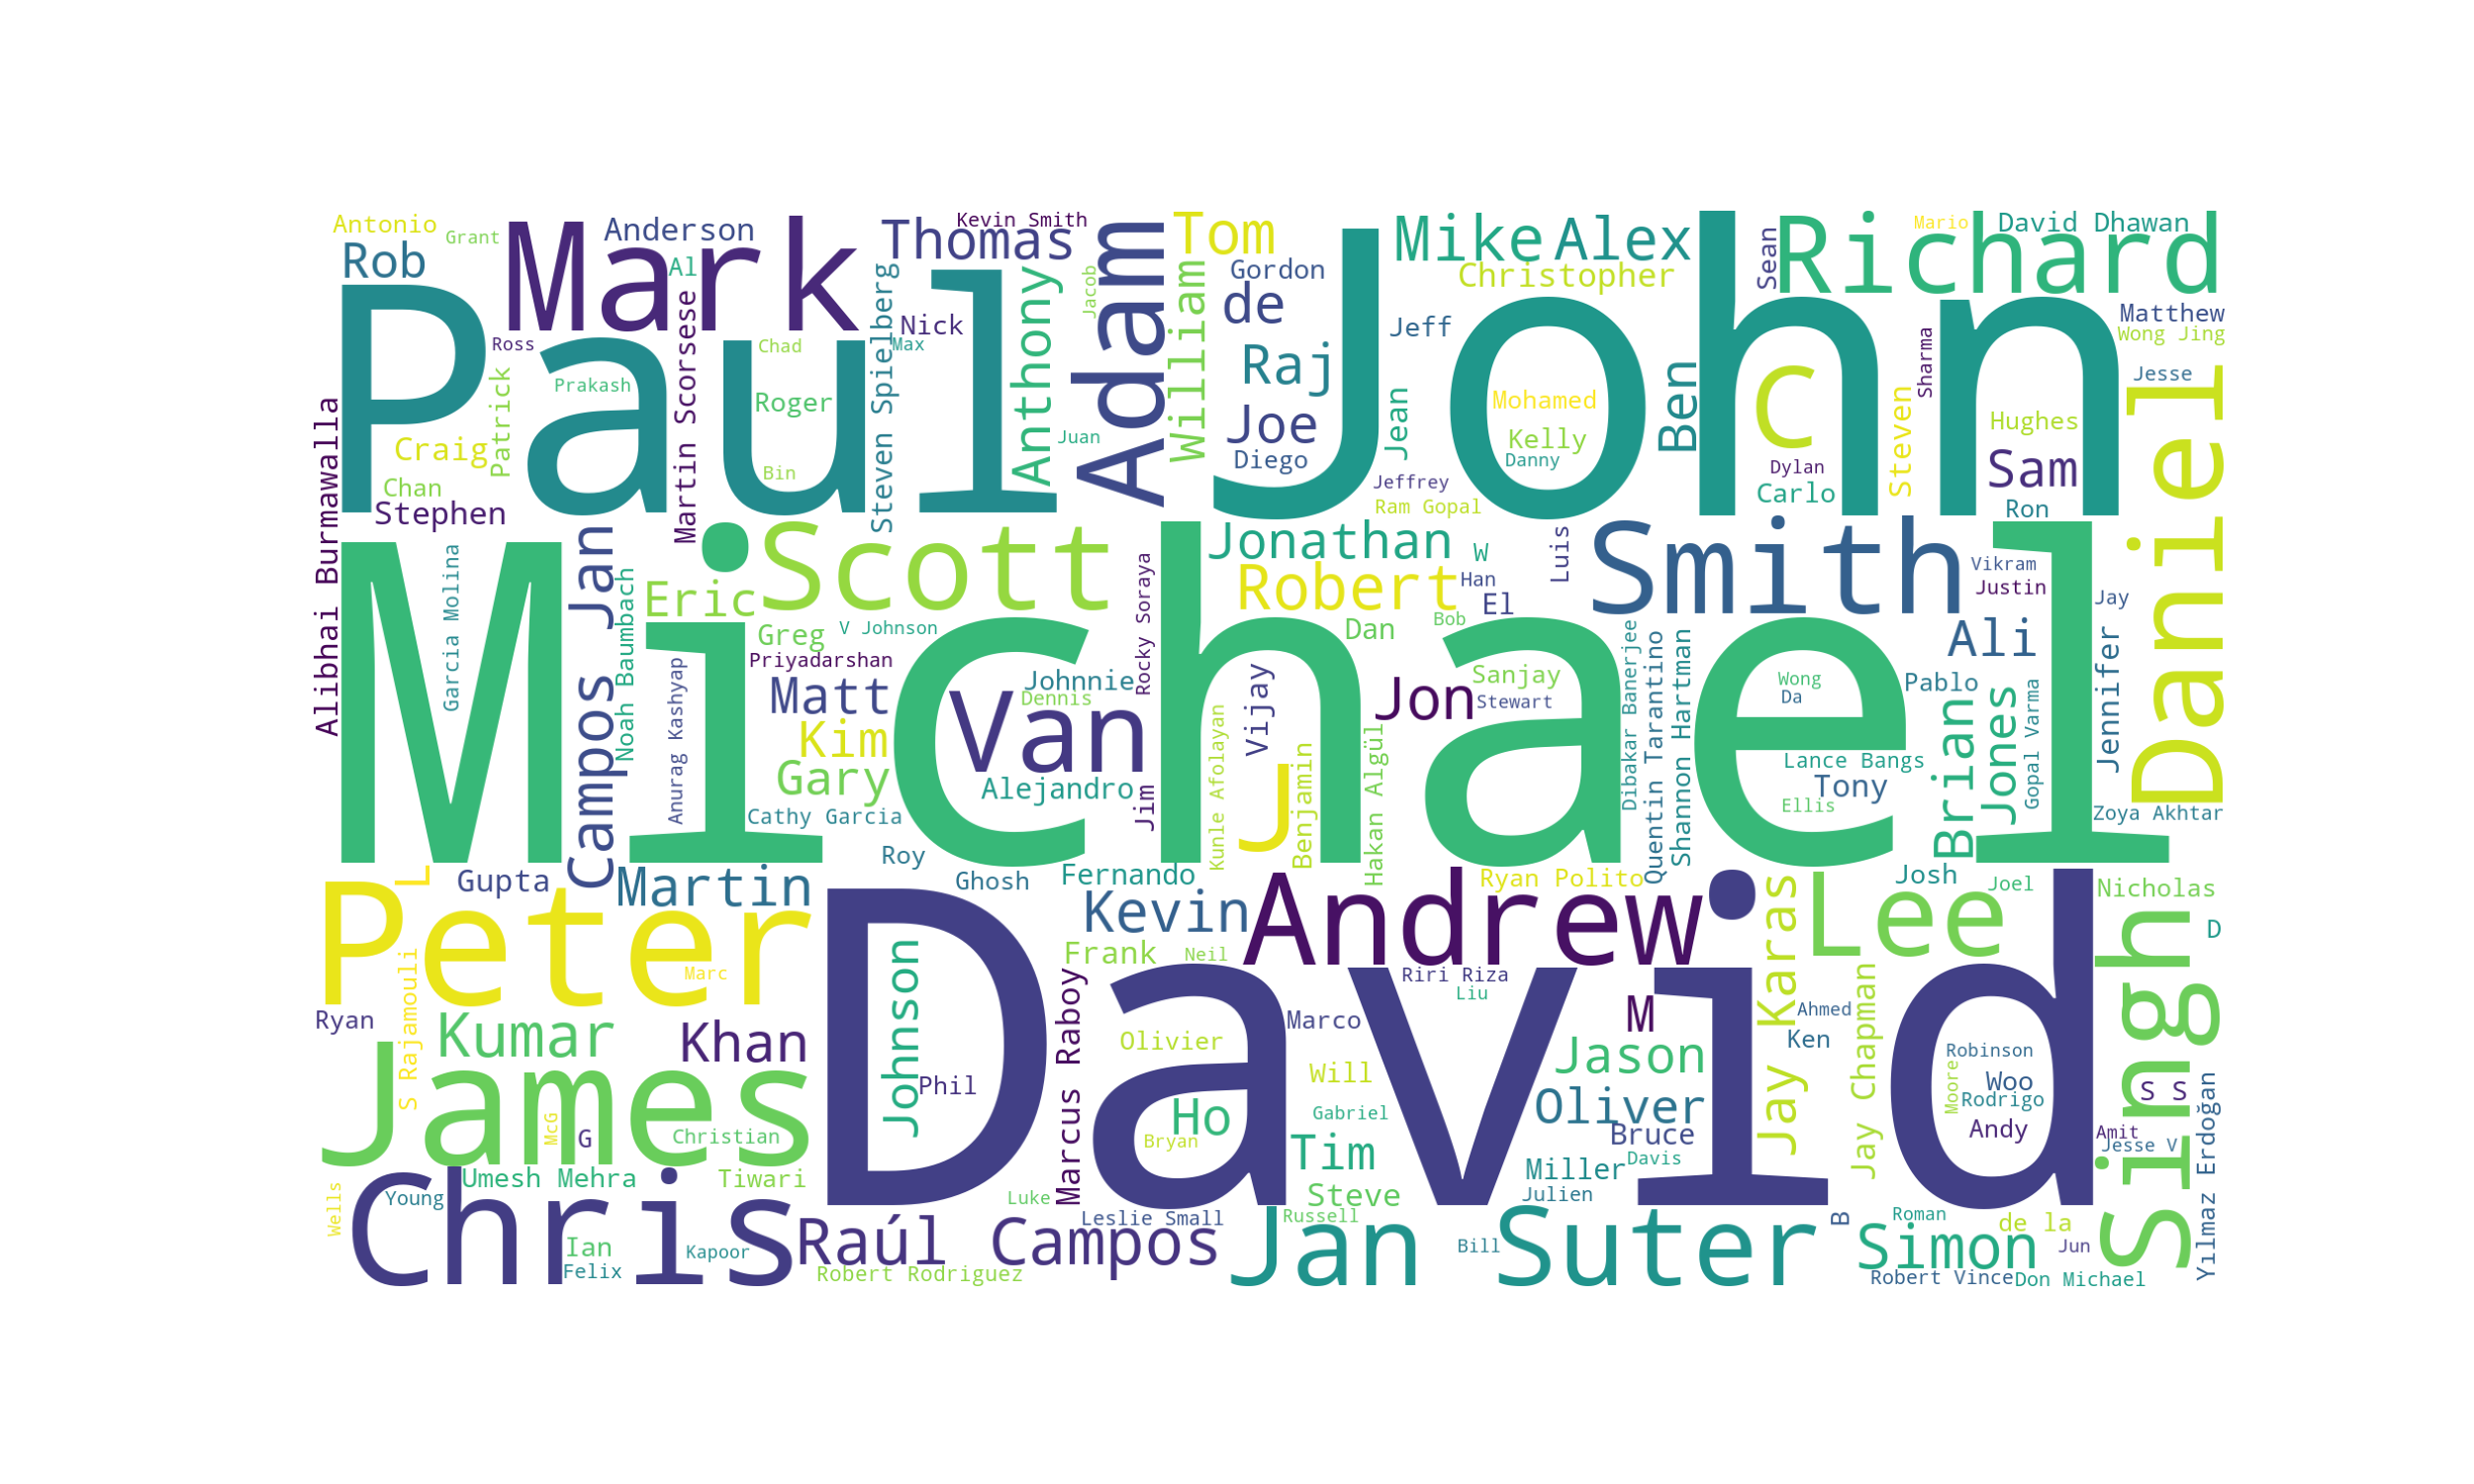 Antonio
Grant
Rob
Mark
Anderson
Al
Thomas
Kevin Smith
Adam
Jacob
Tom
William
Gordon
de
Mike
Alex
Christopher
Jeff
Sean
Richard
Mario
David Dhawan
Matthew
Wong Jing
Paul
Ross
Prakash
Patrick
Craig
Chan
Stephen
Martin Scorsese
Chad
Roger
Bin
Steven Spielberg
Nick
Max
Anthony
Juan
Raj
Joe
Diego
John
Jean
Jeffrey
Ram Gopal
Mohamed
Kelly
Danny
Ben
C
Dylan
Carlo
Steven
Sharma
Hughes
Sam
Ron
Jesse
Daniel
Alibhai Burmawalla
Michael
Garcia Molina
Campos Jan
Noah Baumbach
Scott
Eric
Greg
V Johnson
Priyadarshan
Anurag Kashyap
Matt
Kim
Gary
Cathy Garcia
Van
Johnnie
Dennis
Alejandro
Rocky Soraya
Jim
Jonathan
W
Robert
Han
El
Bob
Dan
Luis
Smith
Vikram
Justin
Jay
Ali
Kunle Afolayan
Vijay
J
Benjamin
Hakan Algül
Jon
Sanjay
Stewart
Dibakar Banerjee
Quentin Tarantino
Shannon Hartman
Wong
Da
Lance Bangs
Tony
Ellis
Pablo
Brian
Jones
Gopal Varma
Jennifer
Zoya Akhtar
Peter
L
Gupta
Martin
Roy
Ghosh
Fernando
Kevin
Andrew
Ryan Polito
Lee
Josh
Joel
Nicholas
D
Singh
Marc
Ryan
S Rajamouli
Kumar
Khan
Johnson
Phil
David
Frank
Neil
Marcus Raboy
Olivier
Ho
Bryan
Riri Riza
Liu
Marco
Will
Gabriel
Tim
Steve
M
Jason
Oliver
Bruce
Miller
Davis
Julien
Jay Karas
Ahmed
Ken
Jay Chapman
Robinson
Woo
Rodrigo
Moore
Andy
S S
Amit
Jesse V
Yılmaz Erdoğan
James
McG
G
Christian
Umesh Mehra
Tiwari
Wells
Young
Chris
Ian
Felix
Kapoor
Raúl Campos
Robert Rodriguez
Luke
Leslie Small
Jan Suter
Russell
Bill
B
Simon
Roman
de la
Jun
Robert Vince
Don Michael